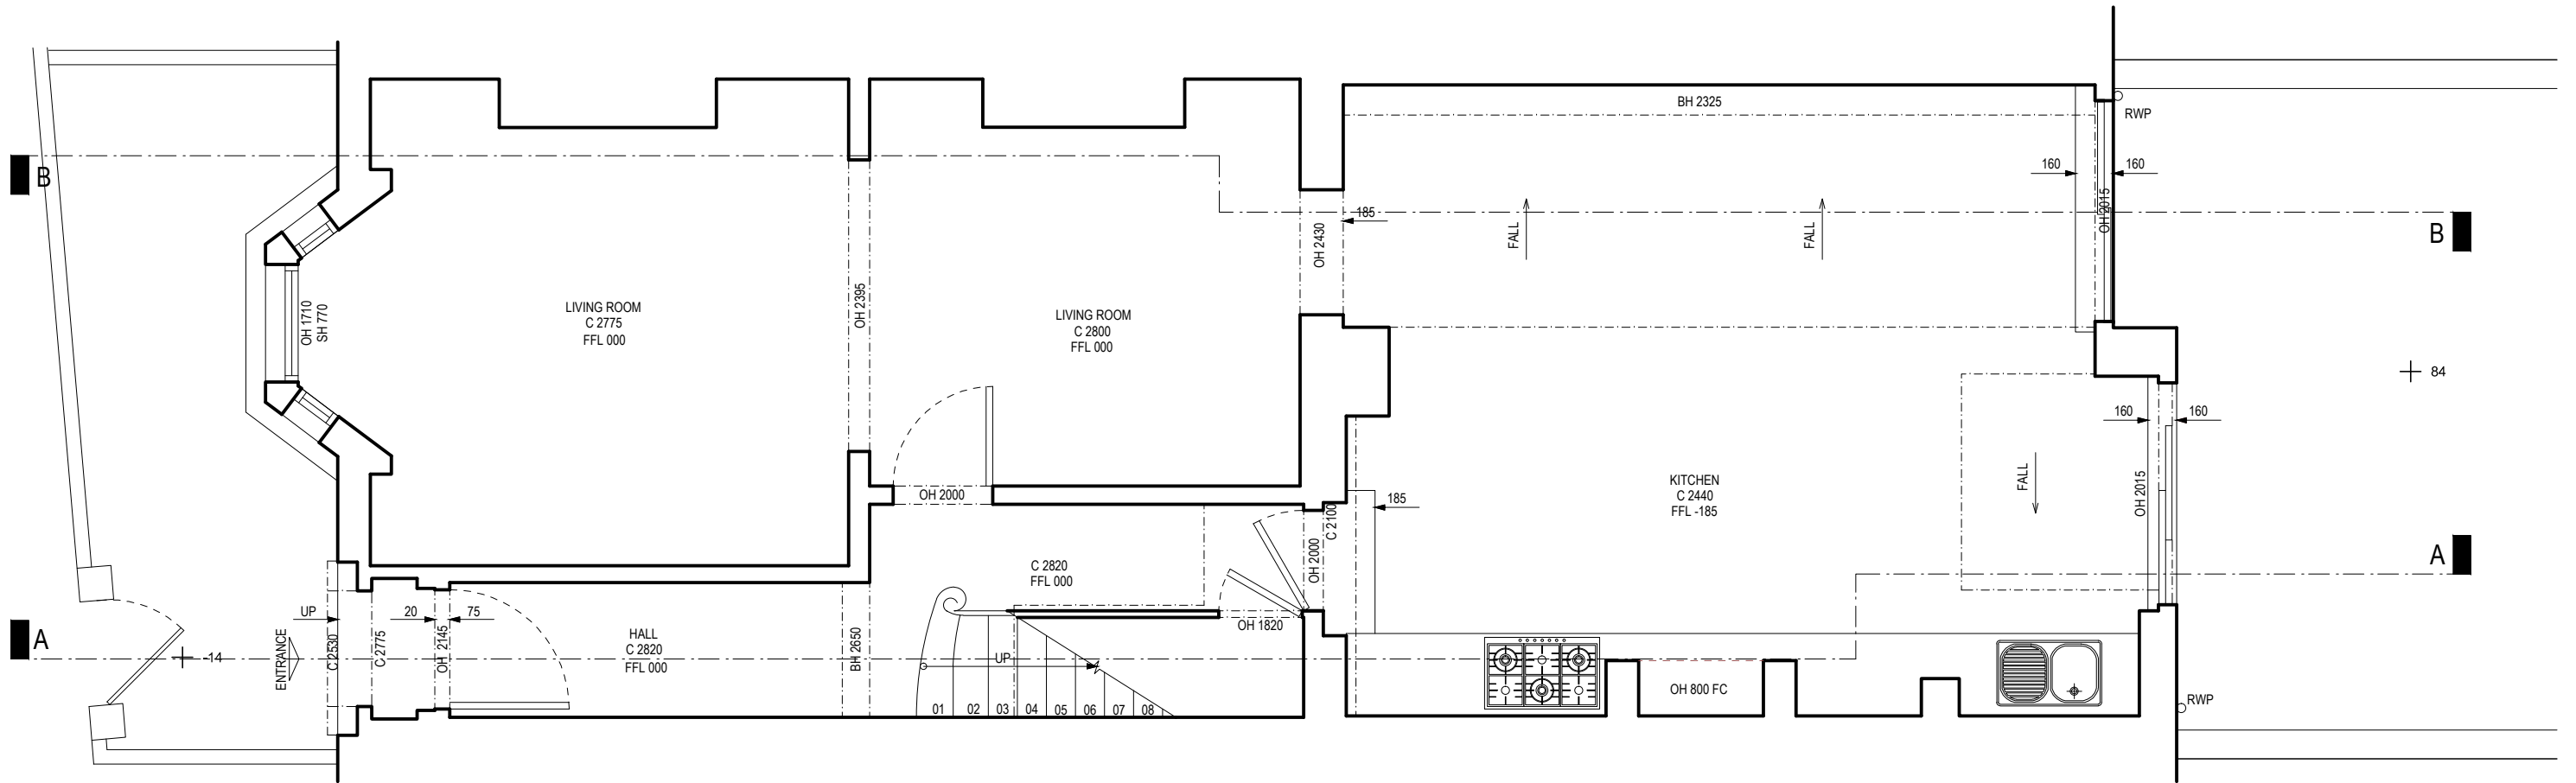 BH 2325
RWP
160
160
B
OH 2015
185
FALL
FALL
B
OH 2430
OH 1710
SH 770
LIVING ROOM
C 2775
FFL 000
OH 2395
LIVING ROOM
C 2800
FFL 000
84
160
160
KITCHEN
C 2440
FFL -185
FALL
OH 2015
OH 2000
185
C 2100
OH 2000
A
C 2820
FFL 000
UP
20
75
A
ENTRANCE
-14
C 2530
C 2775
OH 2145
HALL
C 2820
FFL 000
BH 2650
UP
OH 1820
01
02
03
04
05
06
07
08
OH 800 FC
RWP